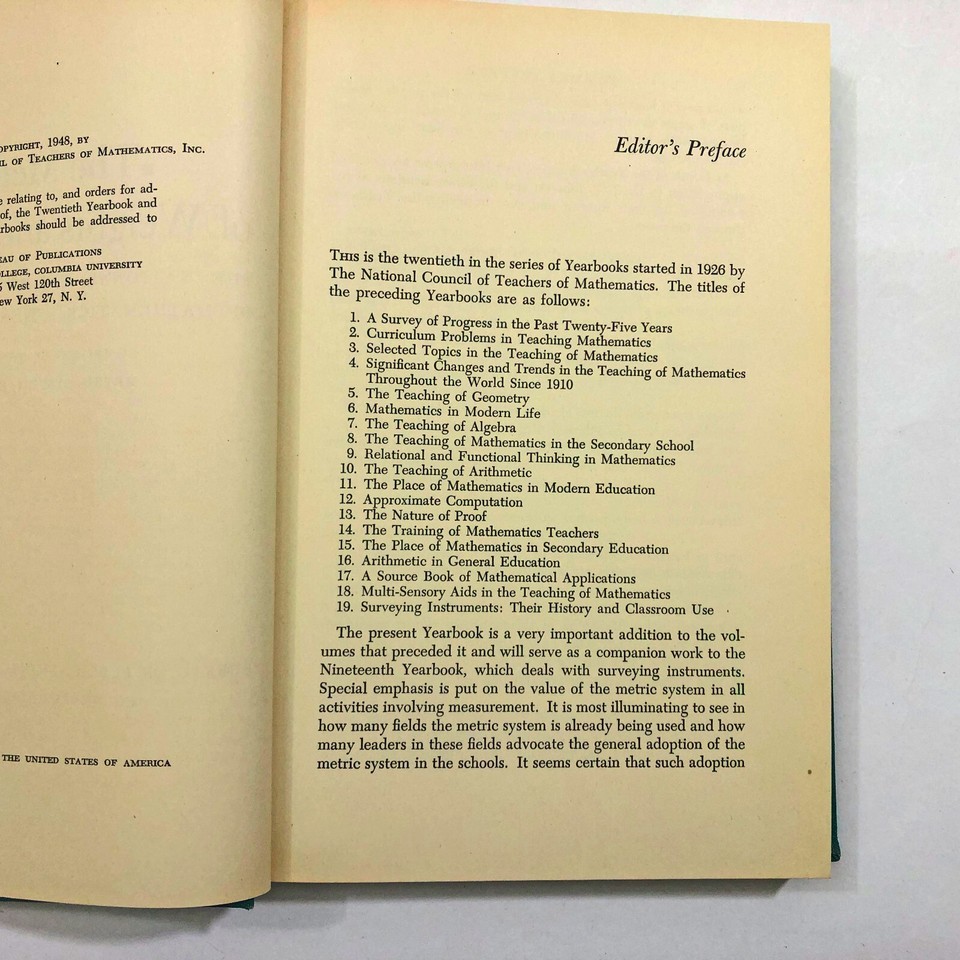 OPYRIGHT, 1948, BY
IL OF TEACHERS OF MATHEMATICS, INC.
e relating to, and orders for ad-
of, the Twentieth Yearbook and
rbooks should be addressed to
EAU OF PUBLICATIONS
OLLEGE, COLUMBIA UNIVERSITY
5 West 120th Street
ew York 27, N. Y.
THE UNITED STATES OF AMERICA
Editor's Preface
THIS is the twentieth in the series of Yearbooks started in 1926 by
The National Council of Teachers of Mathematics. The titles of
the preceding Yearbooks are as follows:
1. A Survey of Progress in the Past Twenty-Five Years
2. Curriculum Problems in Teaching Mathematics
3. Selected Topics in the Teaching of Mathematics
4. Significant Changes and Trends in the Teaching of Mathematics
Throughout the World Since 1910
5. The Teaching of Geometry
6. Mathematics in Modern Life
7. The Teaching of Algebra
8. The Teaching of Mathematics in the Secondary School
9. Relational and Functional Thinking in Mathematics
10. The Teaching of Arithmetic
11. The Place of Mathematics in Modern Education
12. Approximate Computation
13. The Nature of Proof
14. The Training of Mathematics Teachers
15. The Place of Mathematics in Secondary Education
16. Arithmetic in General Education
17. A Source Book of Mathematical Applications
18. Multi-Sensory Aids in the Teaching of Mathematics
19. Surveying Instruments: Their History and Classroom Use
The present Yearbook is a very important addition to the vol-
umes that preceded it and will serve as a companion work to the
Nineteenth Yearbook, which deals with surveying instruments.
Special emphasis is put on the value of the metric system in all
activities involving measurement. It is most illuminating to see in
how many fields the metric system is already being used and how
many leaders in these fields advocate the general adoption of the
metric system in the schools. It seems certain that such adoption